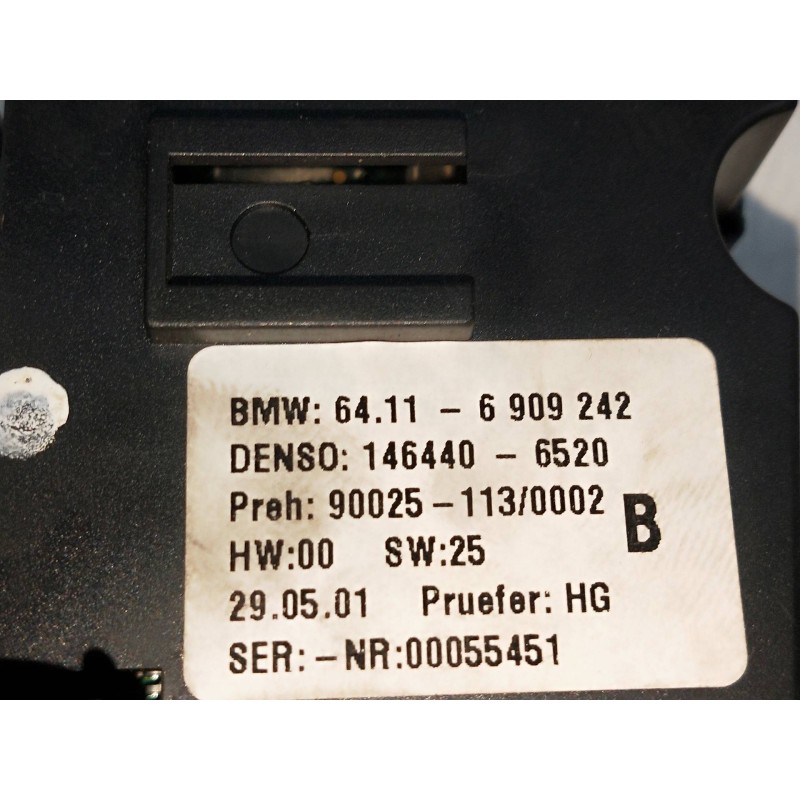 BMW: 64.11 - 6 909 242
DENSO: 146440 - 6520
Preh: 90025-113/0002 B
HW:00 SW:25
29.05.01 Pruefer: HG
SER:-NR:00055451